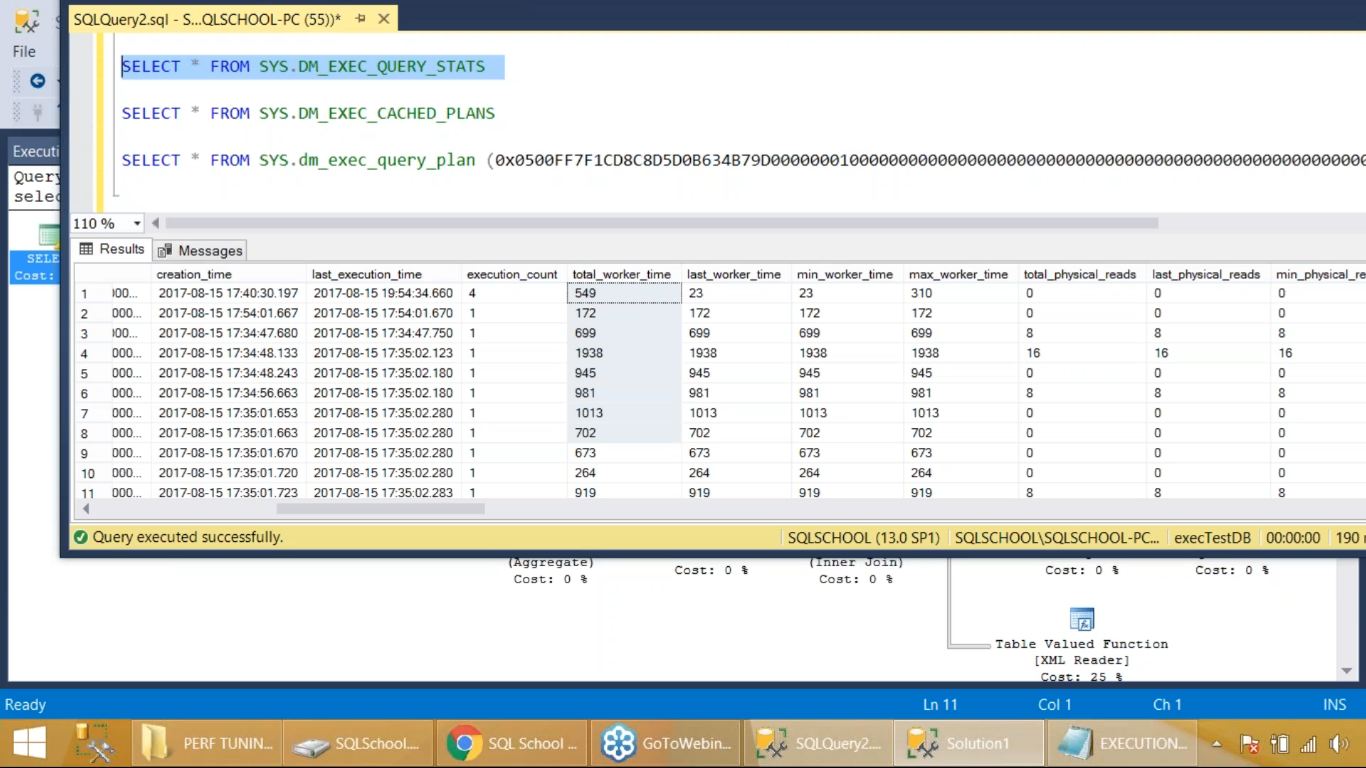 SQLQuery2.sql - S...QLSCHOOL-PC (55))*
File
SELECT * FROM SYS.DM_EXEC_QUERY_STATS
SELECT * FROM SYS.DM_EXEC_CACHED_PLANS
Executi
SELECT * FROM SYS.dm_exec_query_plan
Query
selec
110 %
Results Messages
SELE
Cost:
creation_time last_execution_time execution_count total_worker_time last_worker_time min_worker_time max_worker_time total_physical_reads last_physical_reads min_physical_re
1 000... 2017-08-15 17:40:30.197 2017-08-15 19:54:34.660 4 549 23 23 310 0 0 0
2 000... 2017-08-15 17:54:01.667 2017-08-15 17:54:01.670 1 172 172 172 172 0 0 0
3 000... 2017-08-15 17:34:47.680 2017-08-15 17:34:47.750 1 699 699 699 699 8 8 8
4 000... 2017-08-15 17:34:48.133 2017-08-15 17:35:02.123 1 1938 1938 1938 1938 16 16 16
5 000... 2017-08-15 17:34:48.243 2017-08-15 17:35:02.180 1 945 945 945 945 0 0 0
6 000... 2017-08-15 17:34:56.663 2017-08-15 17:35:02.180 1 981 981 981 981 8 8 8
7 000... 2017-08-15 17:35:01.653 2017-08-15 17:35:02.280 1 1013 1013 1013 1013 0 0 0
8 000... 2017-08-15 17:35:01.663 2017-08-15 17:35:02.280 1 702 702 702 702 0 0 0
9 000... 2017-08-15 17:35:01.670 2017-08-15 17:35:02.280 1 673 673 673 673 0 0 0
10 000... 2017-08-15 17:35:01.720 2017-08-15 17:35:02.280 1 264 264 264 264 0 0 0
11 000... 2017-08-15 17:35:01.723 2017-08-15 17:35:02.283 1 919 919 919 919 8 8 8
Query executed successfully. SQLSCHOOL (13.0 SP1) SQLSCHOOL\SQLSCHOOL-PC... execTestDB 00:00:00 190
(Aggregate) (Inner Join)
Cost: 0 % Cost: 0 % Cost: 0 % Cost: 0 % Cost: 0 %
Table Valued Function
[XML Reader]
Cost: 25 %
Ready Ln 11 Col 1 Ch 1 INS
PERF TUNIN... SQLSchool.... SQL School ... GoToWebin... SQLQuery2.... Solution1 EXECUTION...